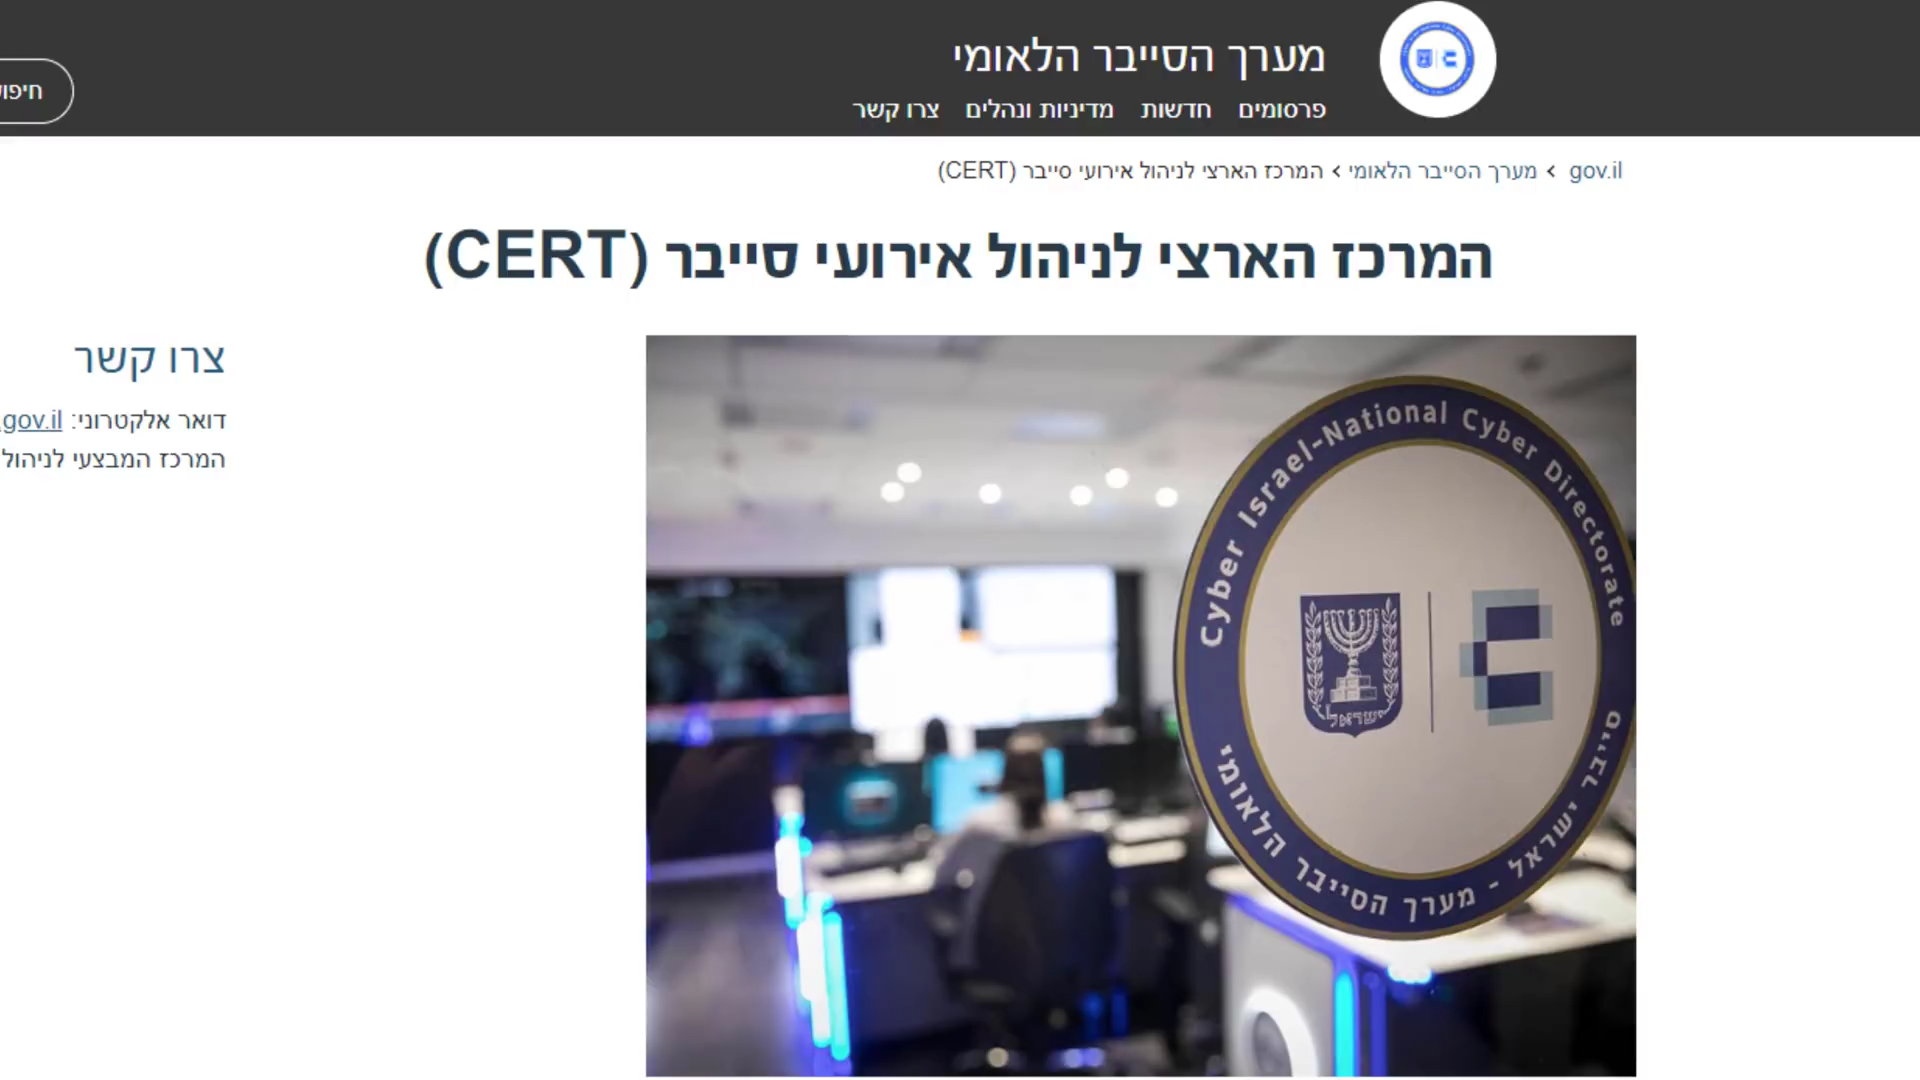 מערך הסייבר הלאומי
פרסומים חדשות מדיניות ונהלים צרו קשר
gov.il > מערך הסייבר הלאומי > המרכז הארצי לניהול אירועי סייבר (CERT)
המרכז הארצי לניהול אירועי סייבר (CERT)
צרו קשר
דואר אלקטרוני: .gov.il
המרכז המבצעי לניהול
Cyber Israel-National Cyber Directorate
ישראל
סייבר ישראל - מערך הסייבר הלאומי